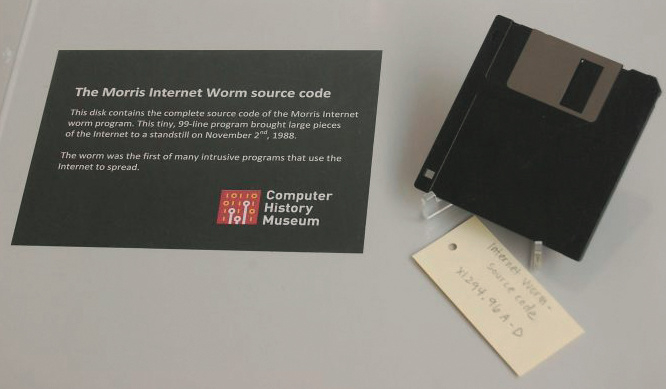 The Morris Internet Worm source code
This disk contains the complete source code of the Morris Internet
worm program. This tiny, 99-line program brought large pieces
of the Internet to a standstill on November 2nd, 1988.
The worm was the first of many intrusive programs that use the
Internet to spread.
Computer
History
Museum
Internet Worm-
source code
X1294.96A-D